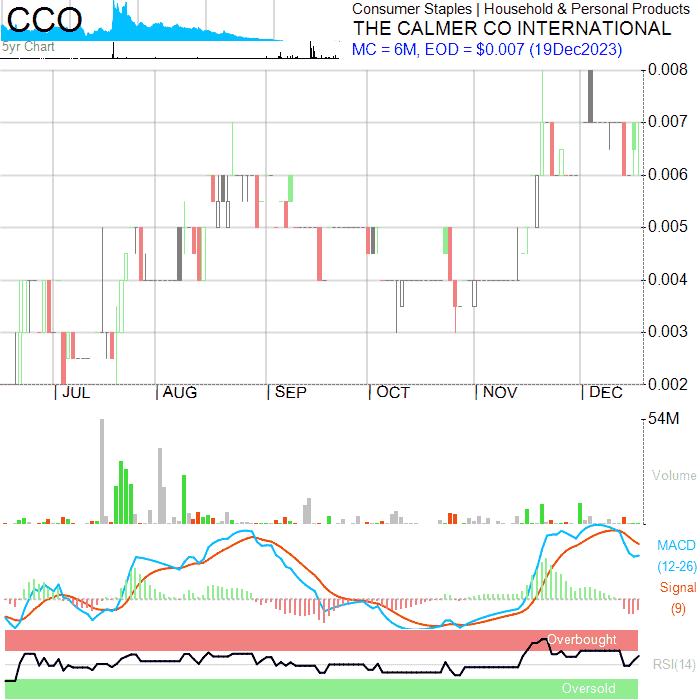 CCO
5yr Chart
Consumer Staples | Household & Personal Products
THE CALMER CO INTERNATIONAL
MC = 6M, EOD = $0.007 (19Dec2023)
0.008
0.007
0.006
0.005
0.004
0.003
0.002
JUL AUG SEP OCT NOV DEC
54M
Volume
MACD
(12-26)
Signal
(9)
Overbought
RSI(14)
Oversold